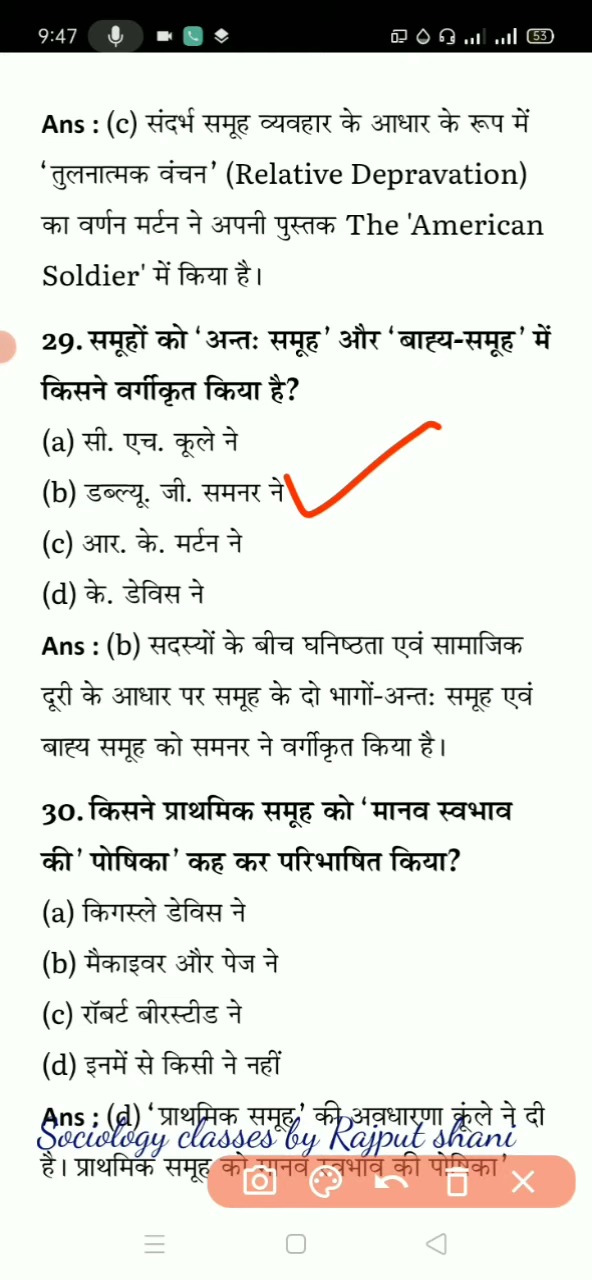 9:47
53
Ans : (c) संदर्भ समूह व्यवहार के आधार के रूप में
‘तुलनात्मक वंचन’ (Relative Depravation)
का वर्णन मर्टन ने अपनी पुस्तक The 'American
Soldier' में किया है।
29. समूहों को ‘अन्तः समूह’ और ‘बाह्य-समूह’ में
किसने वर्गीकृत किया है?
(a) सी. एच. कूले ने
(b) डब्ल्यू. जी. समनर ने
(c) आर. के. मर्टन ने
(d) के. डेविस ने
Ans : (b) सदस्यों के बीच घनिष्ठता एवं सामाजिक
दूरी के आधार पर समूह के दो भागों-अन्तः समूह एवं
बाह्य समूह को समनर ने वर्गीकृत किया है।
30. किसने प्राथमिक समूह को ‘मानव स्वभाव
की’ पोषिका’ कह कर परिभाषित किया?
(a) किगस्ले डेविस ने
(b) मैकाइवर और पेज ने
(c) रॉबर्ट बीरस्टीड ने
(d) इनमें से किसी ने नहीं
Ans : (d) ‘प्राथमिक समूह’ की अवधारणा कूंले ने दी
Sociology classes by Rajput shani
है। प्राथमिक समूह को मानव स्वभाव की पोषिका’